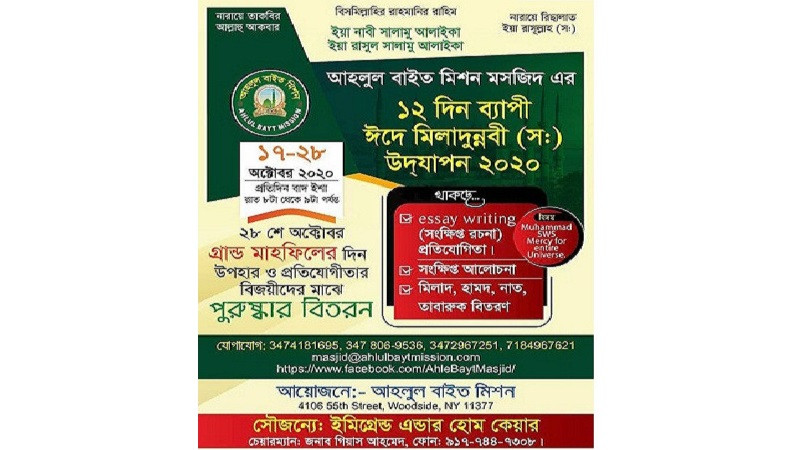 নারায়ে তাকবির
আল্লাহু আকবার
বিসমিল্লাহির রাহমানির রাহিম
ইয়া নাবী সালামু আলাইকা
ইয়া রাসুল সালামু আলাইকা
নারায়ে রিছালাত
ইয়া রাসুলাল্লাহ (স:)
আহলুল বাইত মিশন
AHLUL BAYT MISSION
আহলুল বাইত মিশন মসজিদ এর
১২ দিন ব্যাপী
ঈদে মিলাদুন্নবী (স:)
উদ্‌যাপন ২০২০
১৭-২৮
অক্টোবর ২০২০
প্রতিদিন বাদ ইশা
রাত ৮টা থেকে ৯টা পর্যন্ত
২৮ শে অক্টোবর
গ্রান্ড মাহফিলের দিন
উপহার ও প্রতিযোগীতার
বিজয়ীদের মাঝে
পুরুষ্কার বিতরন
থাকছে...
essay writing
(সংক্ষিপ্ত রচনা)
প্রতিযোগিতা।
বিষয়
Muhammad
SWS
Mercy for
entire
Universe.
সংক্ষিপ্ত আলোচনা
মিলাদ, হামদ, নাত,
তাবারুক বিতরণ
যোগাযোগ: 3474181695, 347 806-9536, 3472967251, 7184967621
masjid@ahlulbaytmission.com
https://www.facebook.com/AhleBaytMasjid/
আয়োজনে:- আহলুল বাইত মিশন
4106 55th Street, Woodside, NY 11377
সৌজন্যে: ইমিগ্রেন্ড এন্ডার হোম কেয়ার
চেয়ারম্যান: জনাব গিয়াস আহমেদ, ফোন: ৯১৭-৭৪৪-৭৩০৮।